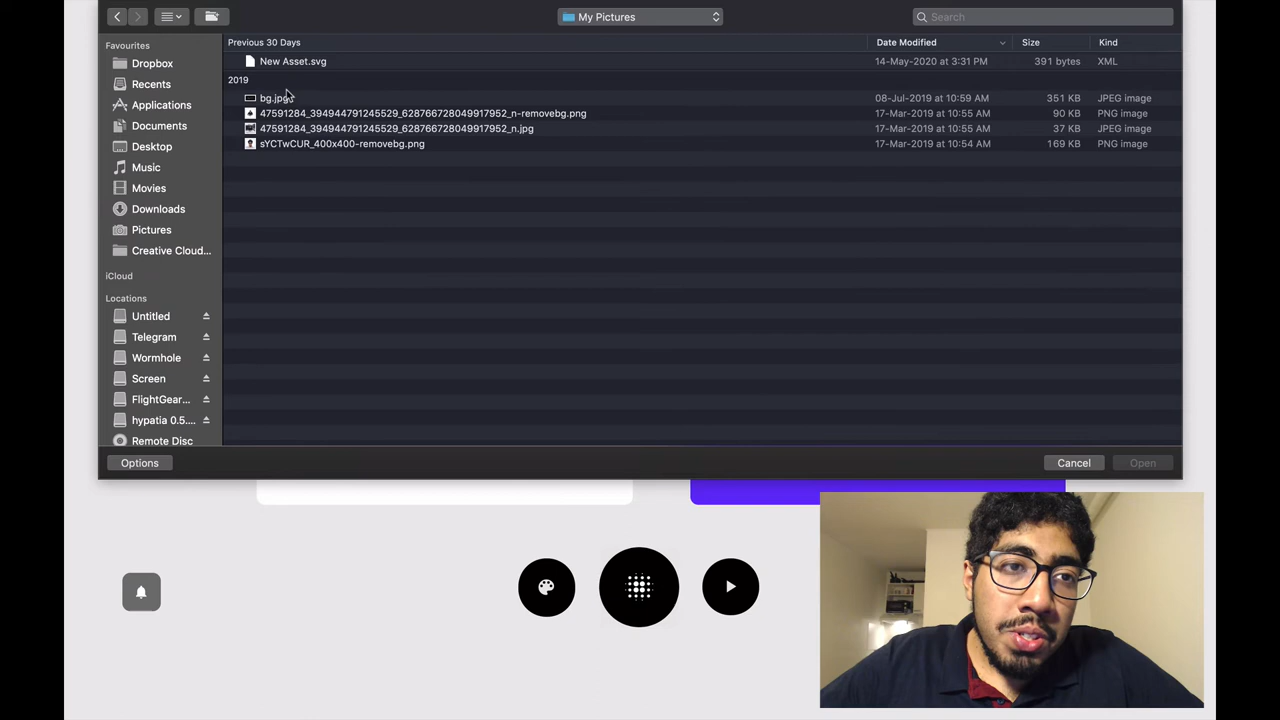 My Pictures
Search
Favourites
Dropbox
Recents
Applications
Documents
Desktop
Music
Movies
Downloads
Pictures
Creative Cloud...
iCloud
Locations
Untitled
Telegram
Wormhole
Screen
FlightGear...
hypatia 0.5....
Remote Disc
Previous 30 Days Date Modified Size Kind
New Asset.svg 14-May-2020 at 3:31 PM 391 bytes XML
2019
bg.jpg 08-Jul-2019 at 10:59 AM 351 KB JPEG image
47591284_394944791245529_628766728049917952_n-removebg.png 17-Mar-2019 at 10:55 AM 90 KB PNG image
47591284_394944791245529_628766728049917952_n.jpg 17-Mar-2019 at 10:55 AM 37 KB JPEG image
sYCTwCUR_400x400-removebg.png 17-Mar-2019 at 10:54 AM 169 KB PNG image
Options Cancel Open